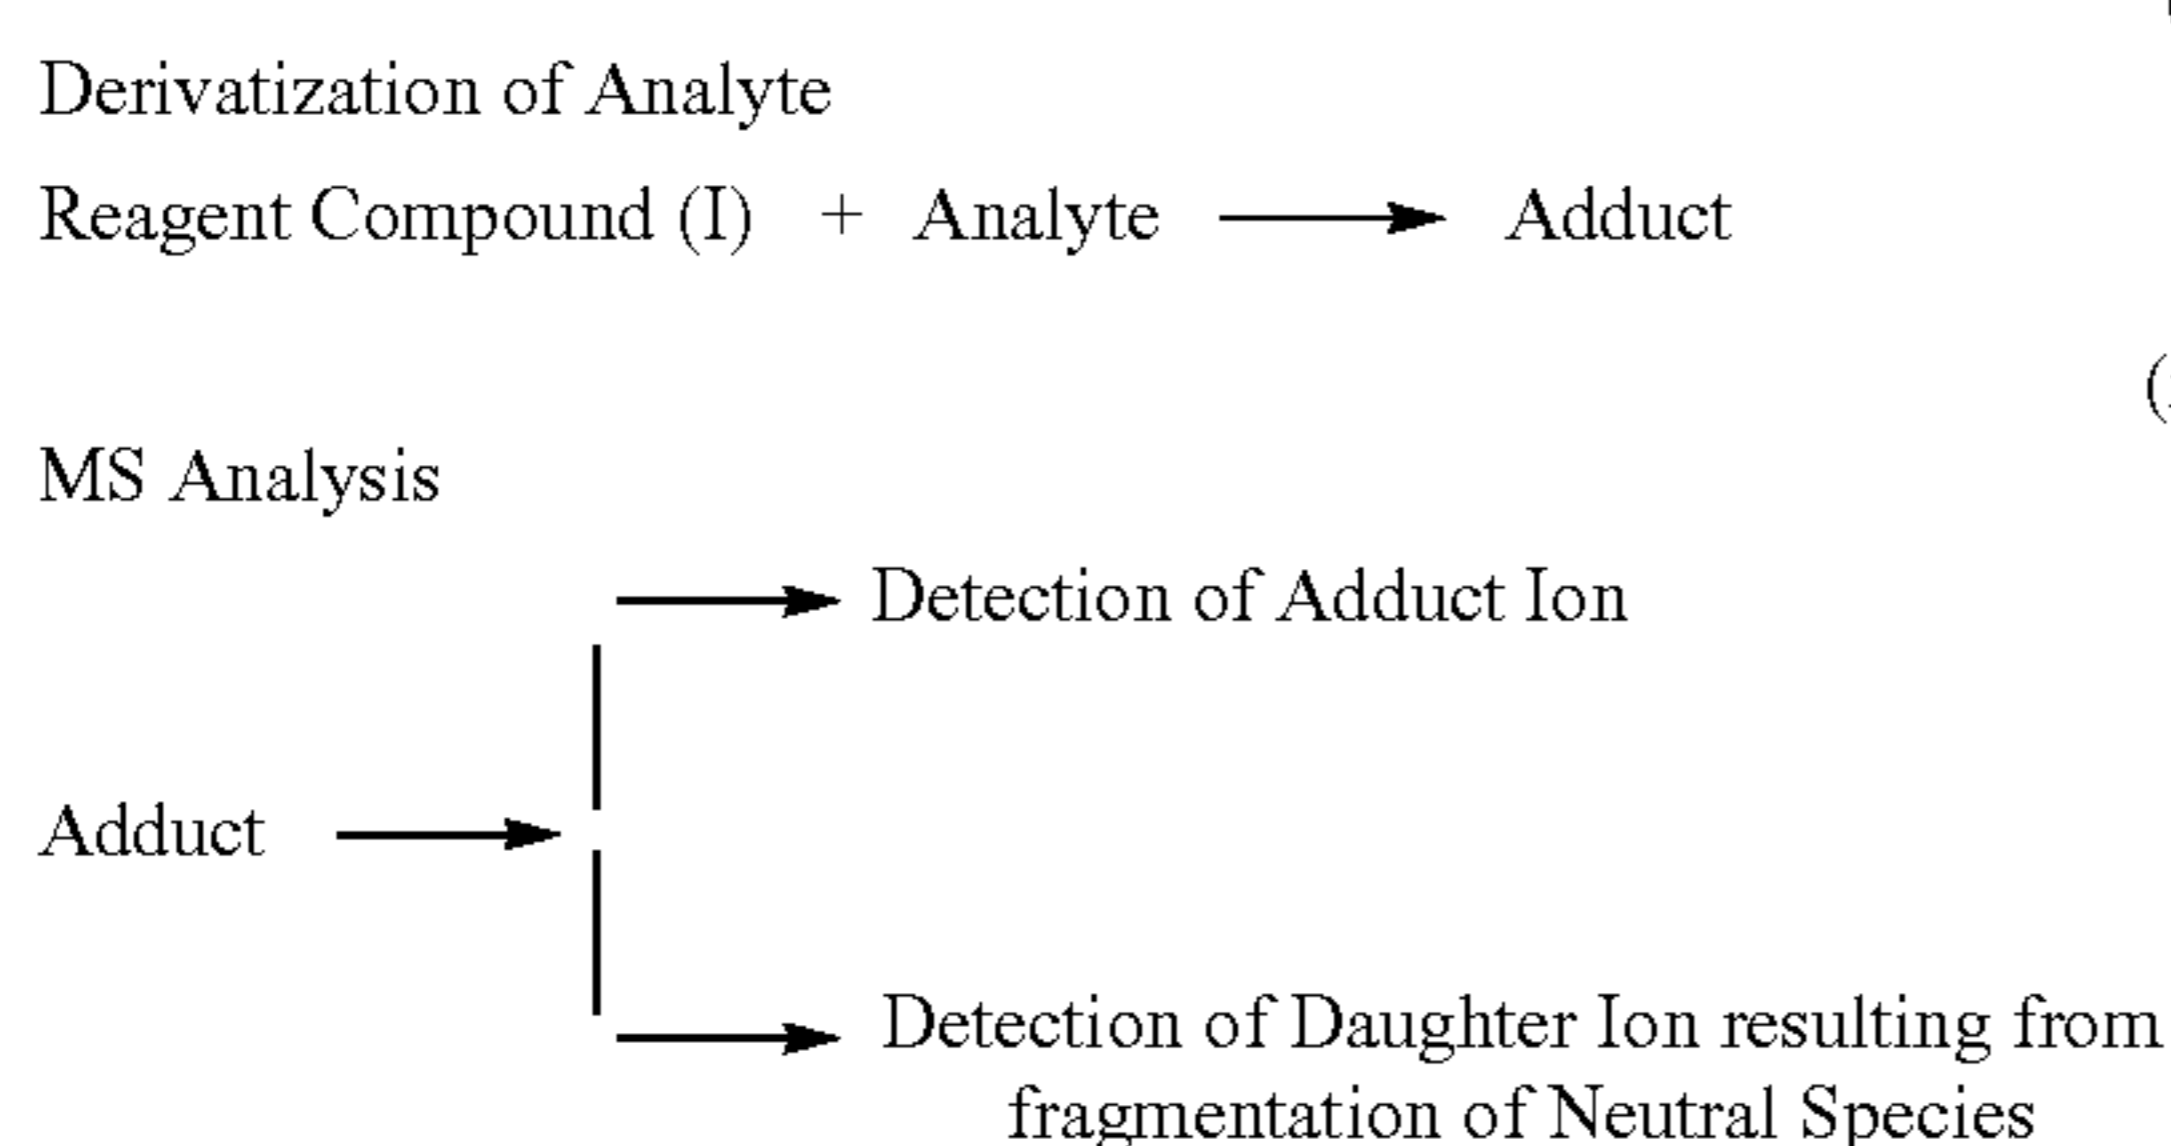 Derivatization of Analyte
Reagent Compound (I) + Analyte ⟶ Adduct
(
MS Analysis
Detection of Adduct Ion
Adduct
Detection of Daughter Ion resulting from
fragmentation of Neutral Species